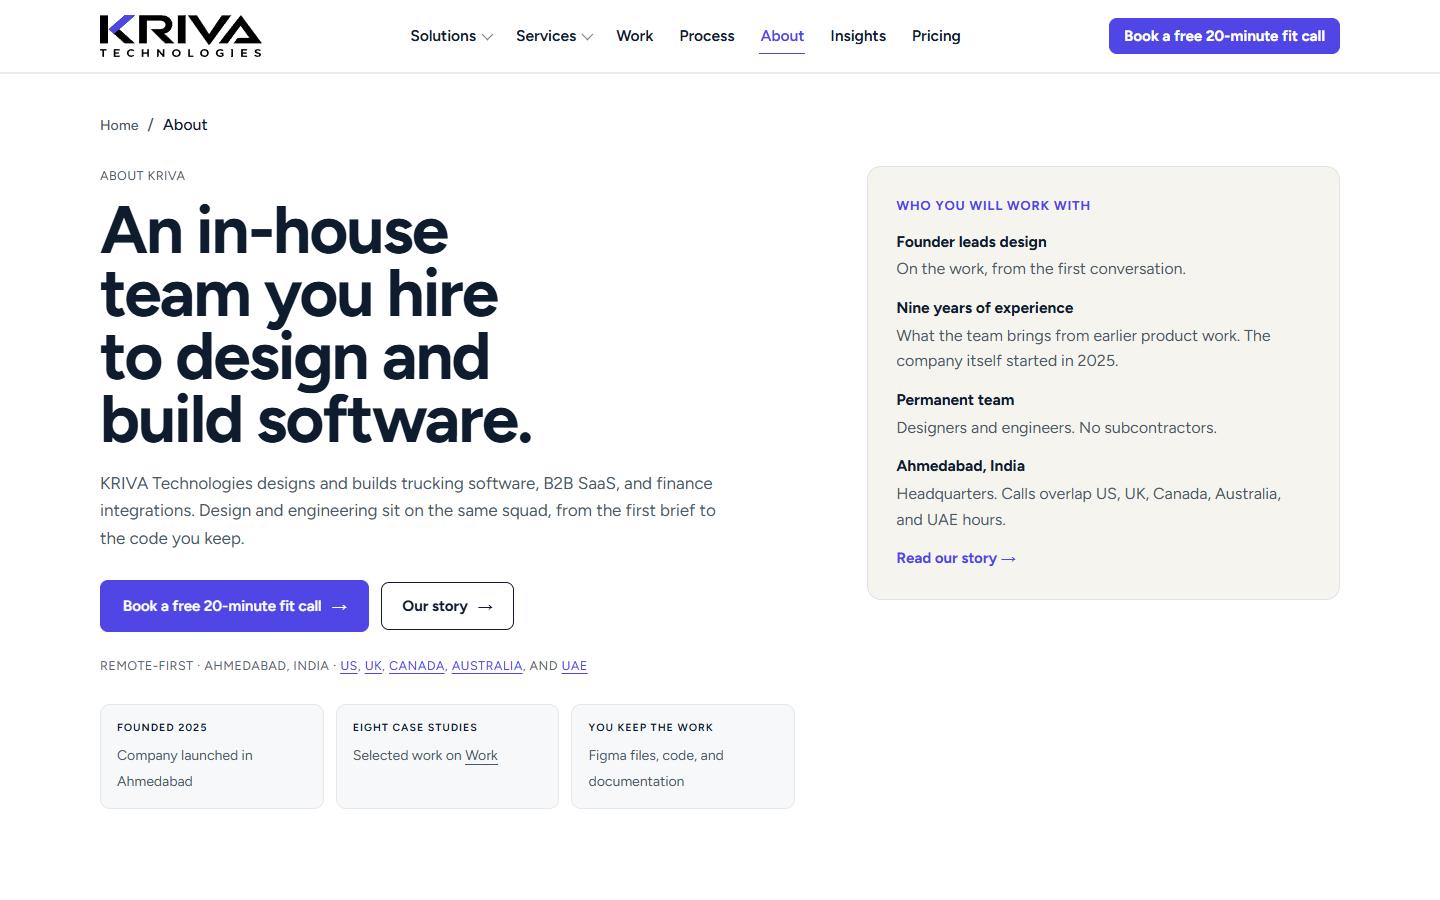 KRIVA
TECHNOLOGIES
Solutions Services Work Process About Insights Pricing
Book a free 20-minute fit call
Home / About
ABOUT KRIVA
An in-house
team you hire
to design and
build software.
KRIVA Technologies designs and builds trucking software, B2B SaaS, and finance
integrations. Design and engineering sit on the same squad, from the first brief to
the code you keep.
Book a free 20-minute fit call →
Our story →
REMOTE-FIRST · AHMEDABAD, INDIA · US, UK, CANADA, AUSTRALIA, AND UAE
FOUNDED 2025
Company launched in
Ahmedabad
EIGHT CASE STUDIES
Selected work on Work
YOU KEEP THE WORK
Figma files, code, and
documentation
WHO YOU WILL WORK WITH
Founder leads design
On the work, from the first conversation.
Nine years of experience
What the team brings from earlier product work. The
company itself started in 2025.
Permanent team
Designers and engineers. No subcontractors.
Ahmedabad, India
Headquarters. Calls overlap US, UK, Canada, Australia,
and UAE hours.
Read our story →